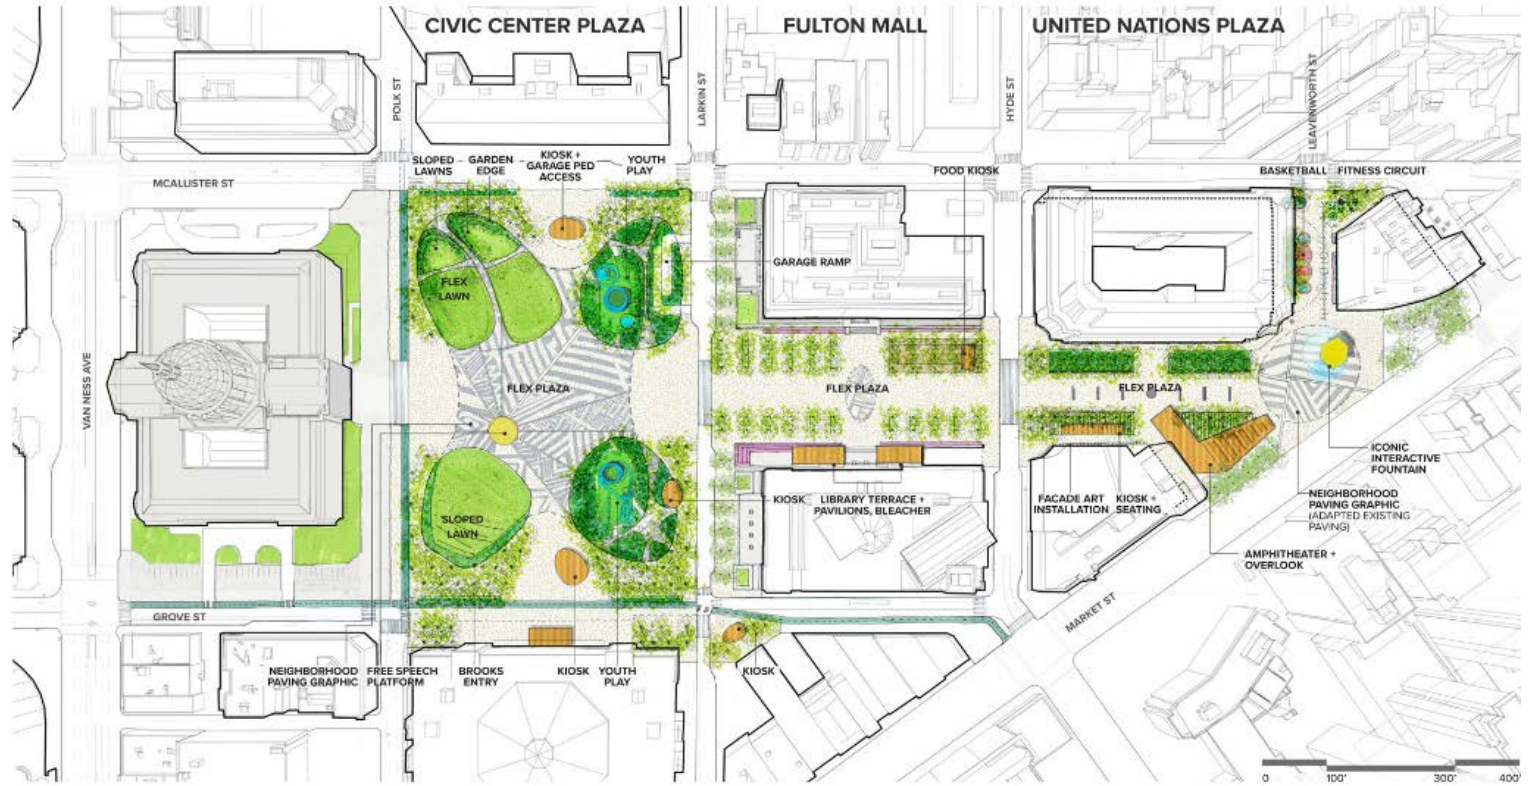 CIVIC CENTER PLAZA
FULTON MALL
UNITED NATIONS PLAZA
POLK ST
LARKIN ST
HYDE ST
LEAVENWORTH ST
MCALLISTER ST
SLOPED
LAWNS
GARDEN
EDGE
KIOSK +
GARAGE PED
ACCESS
YOUTH
PLAY
FOOD KIOSK
BASKETBALL
FITNESS CIRCUIT
GARAGE RAMP
FLEX
LAWN
VAN NESS AVE
FLEX PLAZA
FLEX PLAZA
FLEX PLAZA
ICONIC
INTERACTIVE
FOUNTAIN
SLOPED
LAWN
KIOSK
LIBRARY TERRACE +
PAVILIONS, BLEACHER
FACADE ART
INSTALLATION
KIOSK +
SEATING
NEIGHBORHOOD
PAVING GRAPHIC
(ADAPTED EXISTING
PAVING)
AMPHITHEATER +
OVERLOOK
GROVE ST
MARKET ST
NEIGHBORHOOD
PAVING GRAPHIC
FREE SPEECH
PLATFORM
BROOKS
ENTRY
KIOSK
YOUTH
PLAY
KIOSK
0 100' 300' 400'